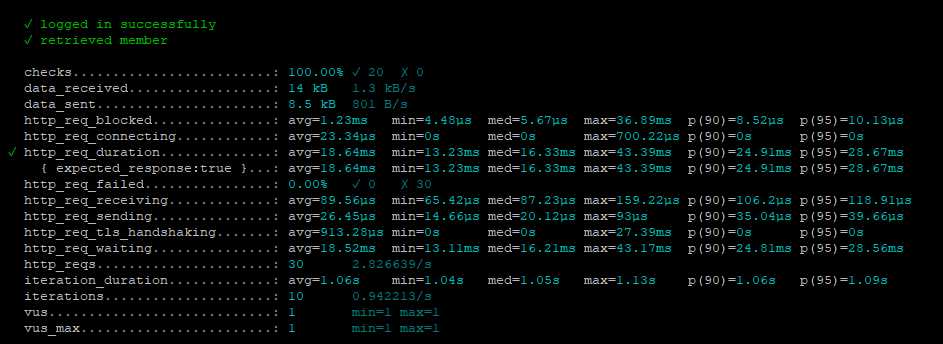 ✓ logged in successfully
✓ retrieved member
checks.........................: 100.00% ✓ 20 ✗ 0
data_received..................: 14 kB 1.3 kB/s
data_sent......................: 8.5 kB 801 B/s
http_req_blocked...............: avg=1.23ms min=4.48µs med=5.67µs max=36.89ms p(90)=8.52µs p(95)=10.13µs
http_req_connecting............: avg=23.34µs min=0s med=0s max=700.22µs p(90)=0s p(95)=0s
✓ http_req_duration..............: avg=18.64ms min=13.23ms med=16.33ms max=43.39ms p(90)=24.91ms p(95)=28.67ms
{ expected_response:true }...: avg=18.64ms min=13.23ms med=16.33ms max=43.39ms p(90)=24.91ms p(95)=28.67ms
http_req_failed................: 0.00% ✓ 0 ✗ 30
http_req_receiving.............: avg=89.56µs min=65.42µs med=87.23µs max=159.22µs p(90)=106.2µs p(95)=118.91µs
http_req_sending...............: avg=26.45µs min=14.66µs med=20.12µs max=93µs p(90)=35.04µs p(95)=39.66µs
http_req_tls_handshaking.......: avg=913.28µs min=0s med=0s max=27.39ms p(90)=0s p(95)=0s
http_req_waiting...............: avg=18.52ms min=13.11ms med=16.21ms max=43.17ms p(90)=24.81ms p(95)=28.56ms
http_reqs......................: 30 2.826639/s
iteration_duration.............: avg=1.06s min=1.04s med=1.05s max=1.13s p(90)=1.06s p(95)=1.09s
iterations.....................: 10 0.942213/s
vus............................: 1 min=1 max=1
vus_max........................: 1 min=1 max=1